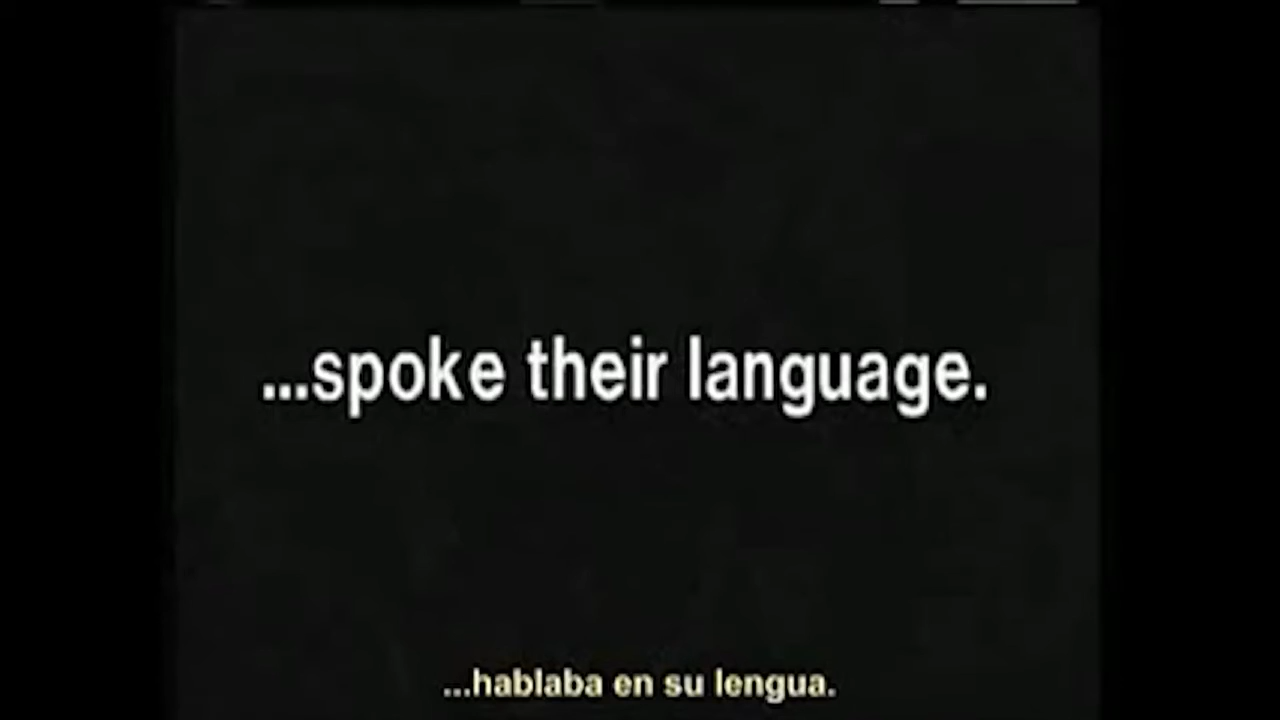 ...spoke their language.
...hablaba en su lengua.